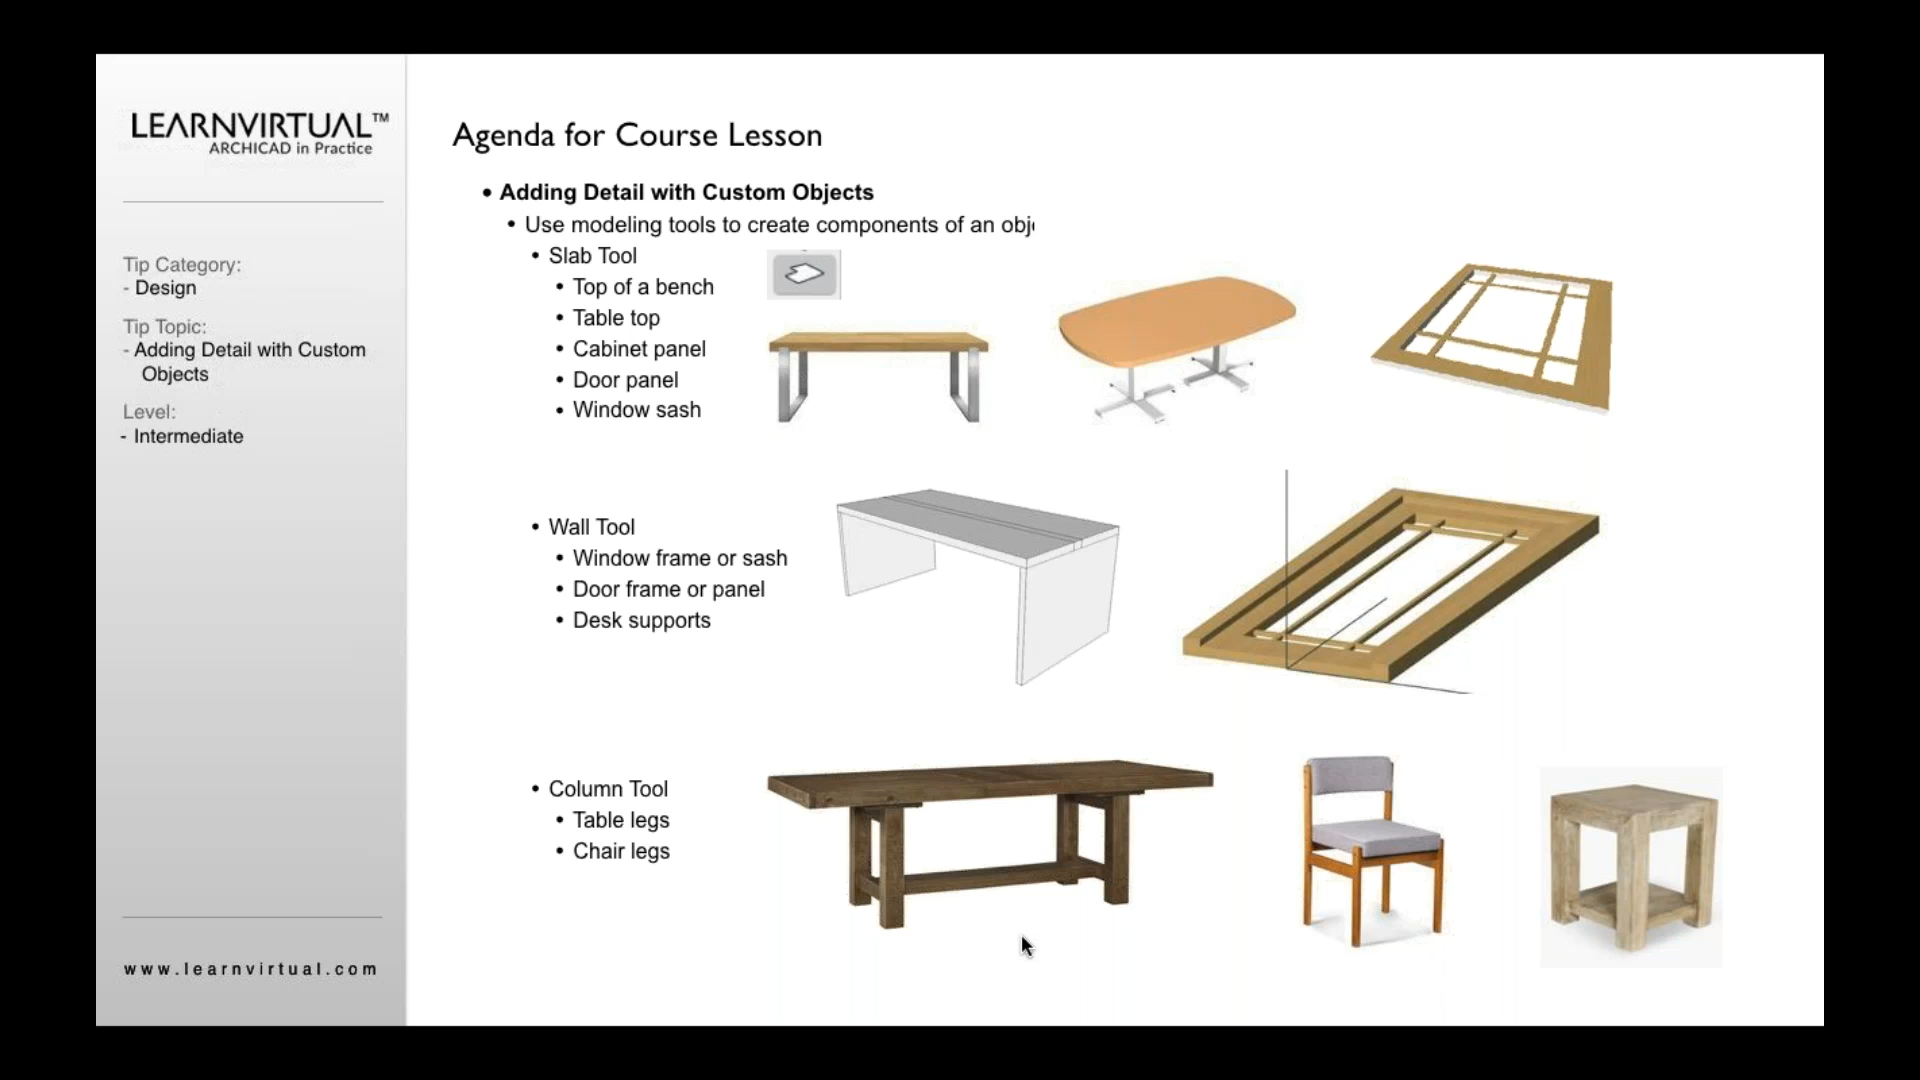 LEARNVIRTUAL™
ARCHICAD in Practice
Tip Category:
- Design
Tip Topic:
- Adding Detail with Custom
Objects
Level:
- Intermediate
www.learnvirtual.com
Agenda for Course Lesson
• Adding Detail with Custom Objects
• Use modeling tools to create components of an obj
• Slab Tool
• Top of a bench
• Table top
• Cabinet panel
• Door panel
• Window sash
• Wall Tool
• Window frame or sash
• Door frame or panel
• Desk supports
• Column Tool
• Table legs
• Chair legs